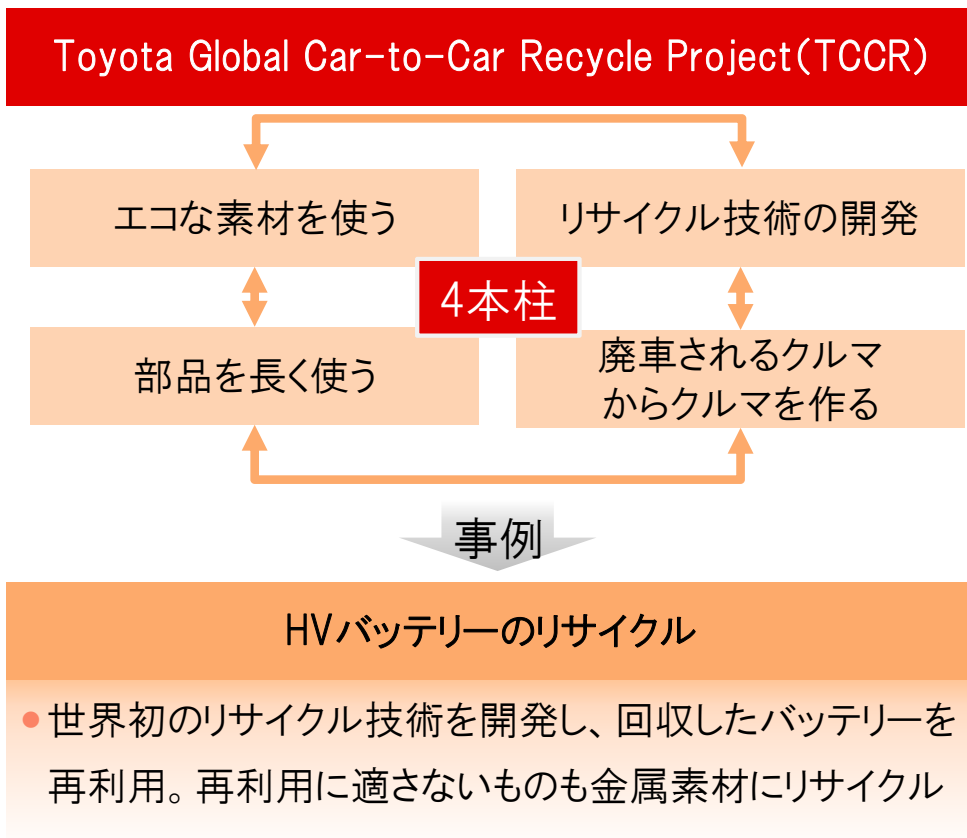 Toyota Global Car-to-Car Recycle Project(TCCR)
エコな素材を使う
リサイクル技術の開発
4本柱
部品を長く使う
廃車されるクルマ
からクルマを作る
事例
HVバッテリーのリサイクル
●世界初のリサイクル技術を開発し、回収したバッテリーを
再利用。再利用に適さないものも金属素材にリサイクル